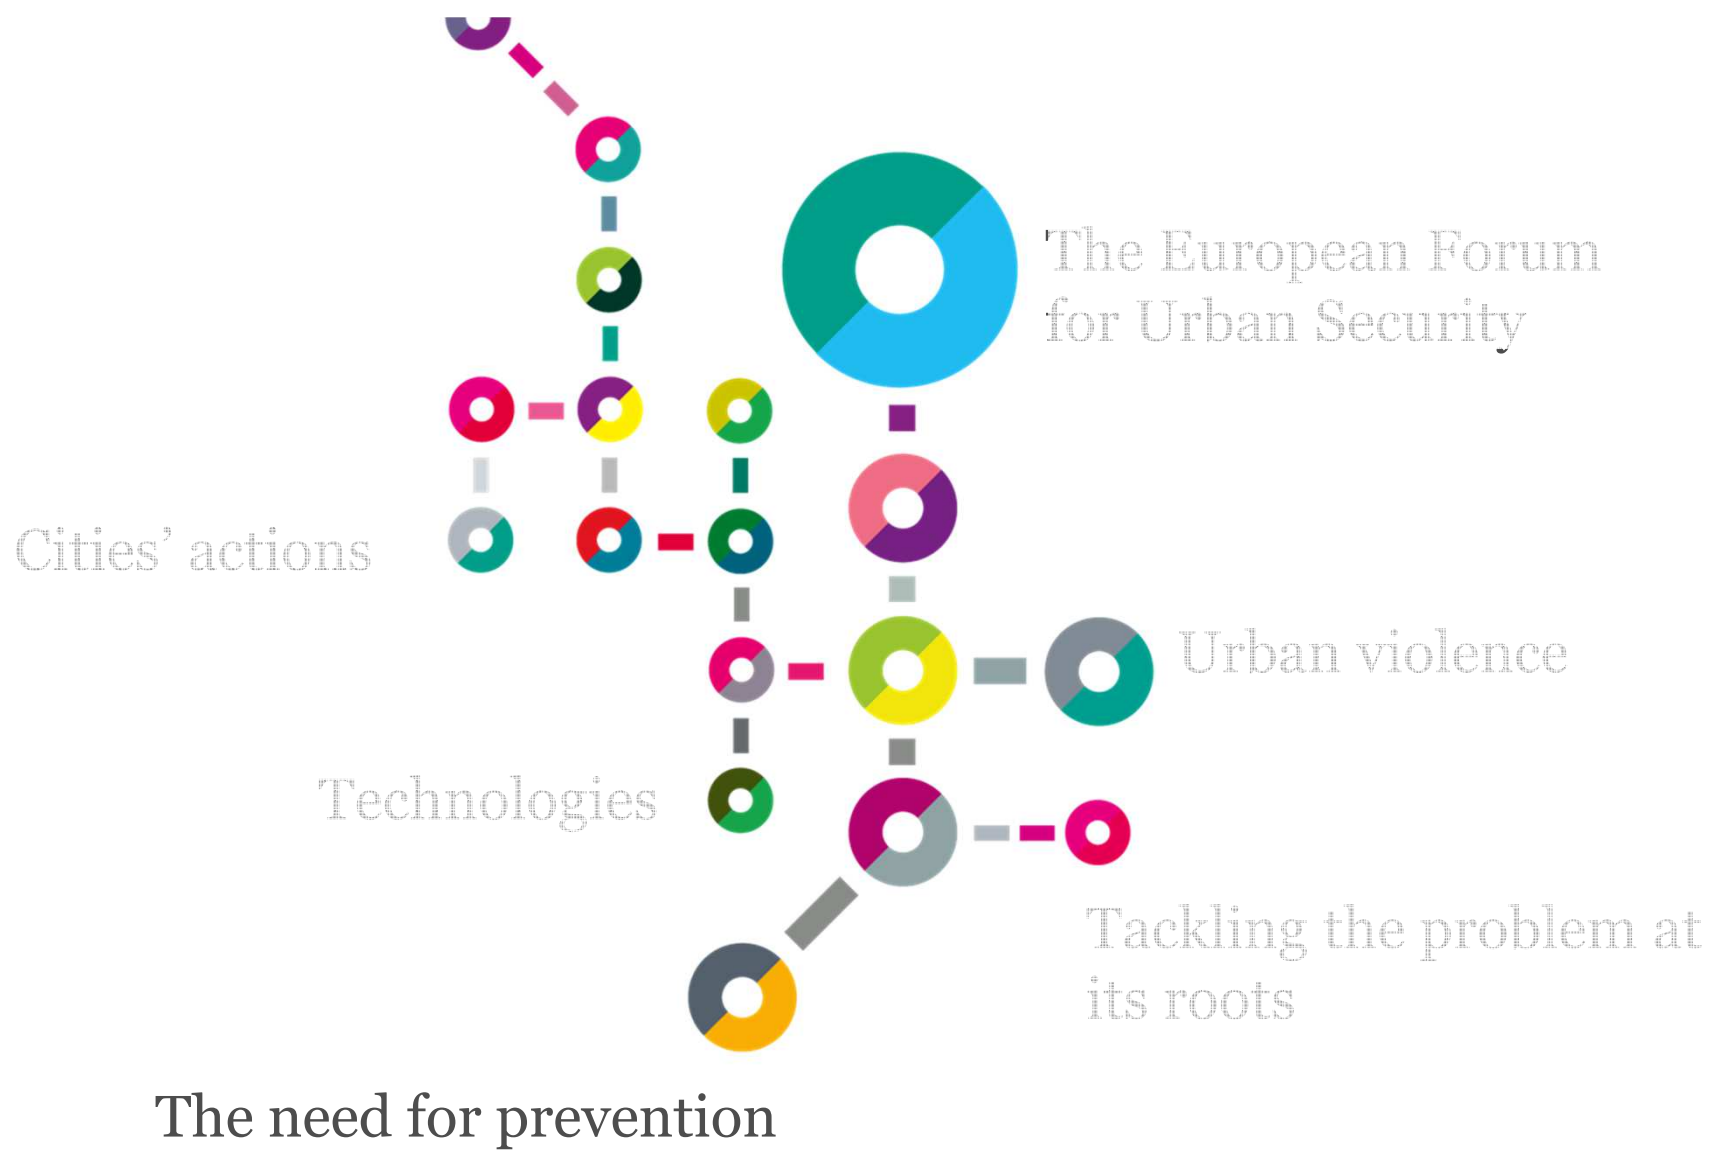 The European Forum
for Urban Security
Cities’ actions
Urban violence
Technologies
Tackling the problem at
its roots
The need for prevention